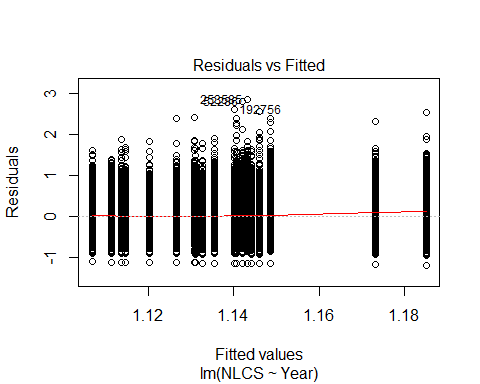 Residuals vs Fitted
Residuals
3
2
1
0
-1
192756
1.12 1.14 1.16 1.18
Fitted values
lm(NLCS ~ Year)